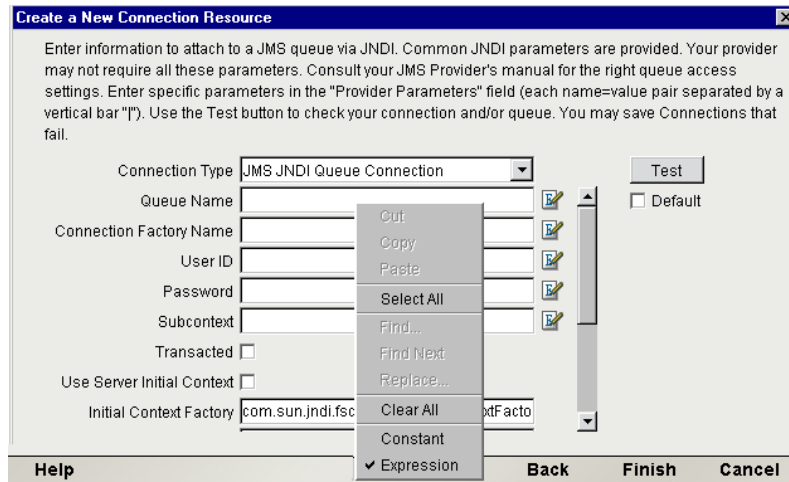 Create a New Connection Resource
Enter information to attach to a JMS queue via JNDI. Common JNDI parameters are provided. Your provider
may not require all these parameters. Consult your JMS Provider's manual for the right queue access
settings. Enter specific parameters in the "Provider Parameters" field (each name=value pair separated by a
vertical bar "|"). Use the Test button to check your connection and/or queue. You may save Connections that
fail.
Connection Type JMS JNDI Queue Connection Test
Queue Name Default
Connection Factory Name
User ID
Password
Subcontext
Transacted
Use Server Initial Context
Initial Context Factory com.sun.jndi.fsc xtFacto
Cut
Copy
Paste
Select All
Find...
Find Next
Replace...
Clear All
Constant
Expression
Help Back Finish Cancel